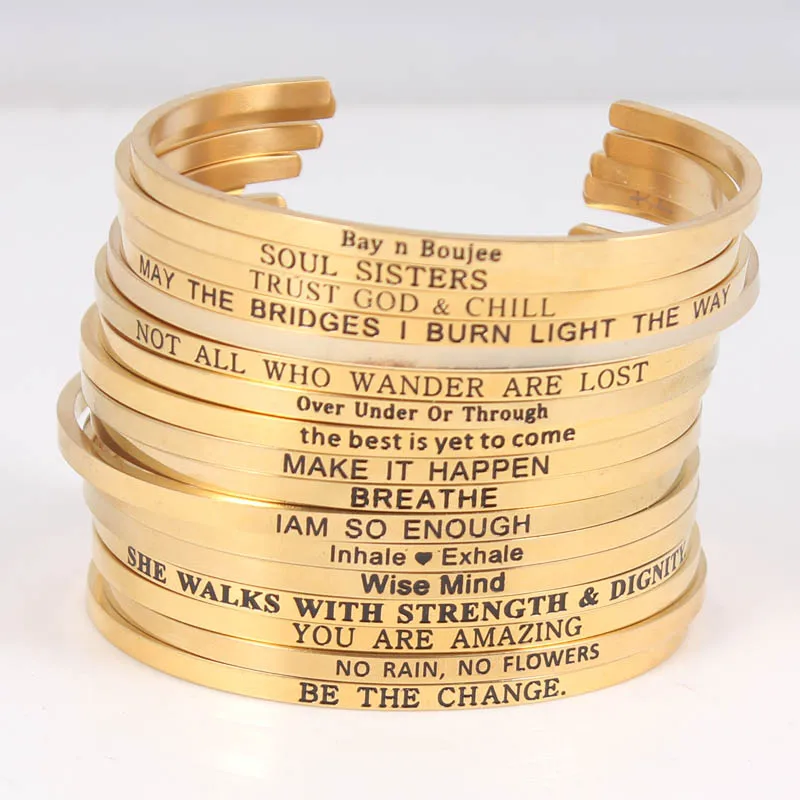 Bay n Boujee
SOUL SISTERS
TRUST GOD & CHILL
MAY THE BRIDGES I BURN LIGHT THE WAY
NOT ALL WHO WANDER ARE LOST
Over Under Or Through
the best is yet to come
MAKE IT HAPPEN
BREATHE
I AM SO ENOUGH
Inhale ♥ Exhale
Wise Mind
SHE WALKS WITH STRENGTH & DIGNITY
YOU ARE AMAZING
NO RAIN, NO FLOWERS
BE THE CHANGE.